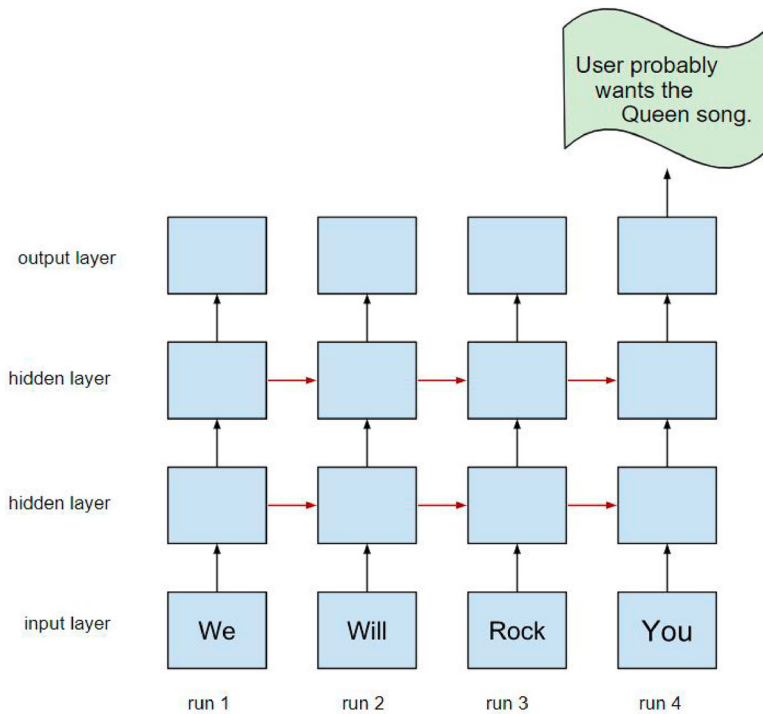 User probably
wants the
Queen song.
output layer
hidden layer
hidden layer
input layer
We
Will
Rock
You
run 1
run 2
run 3
run 4